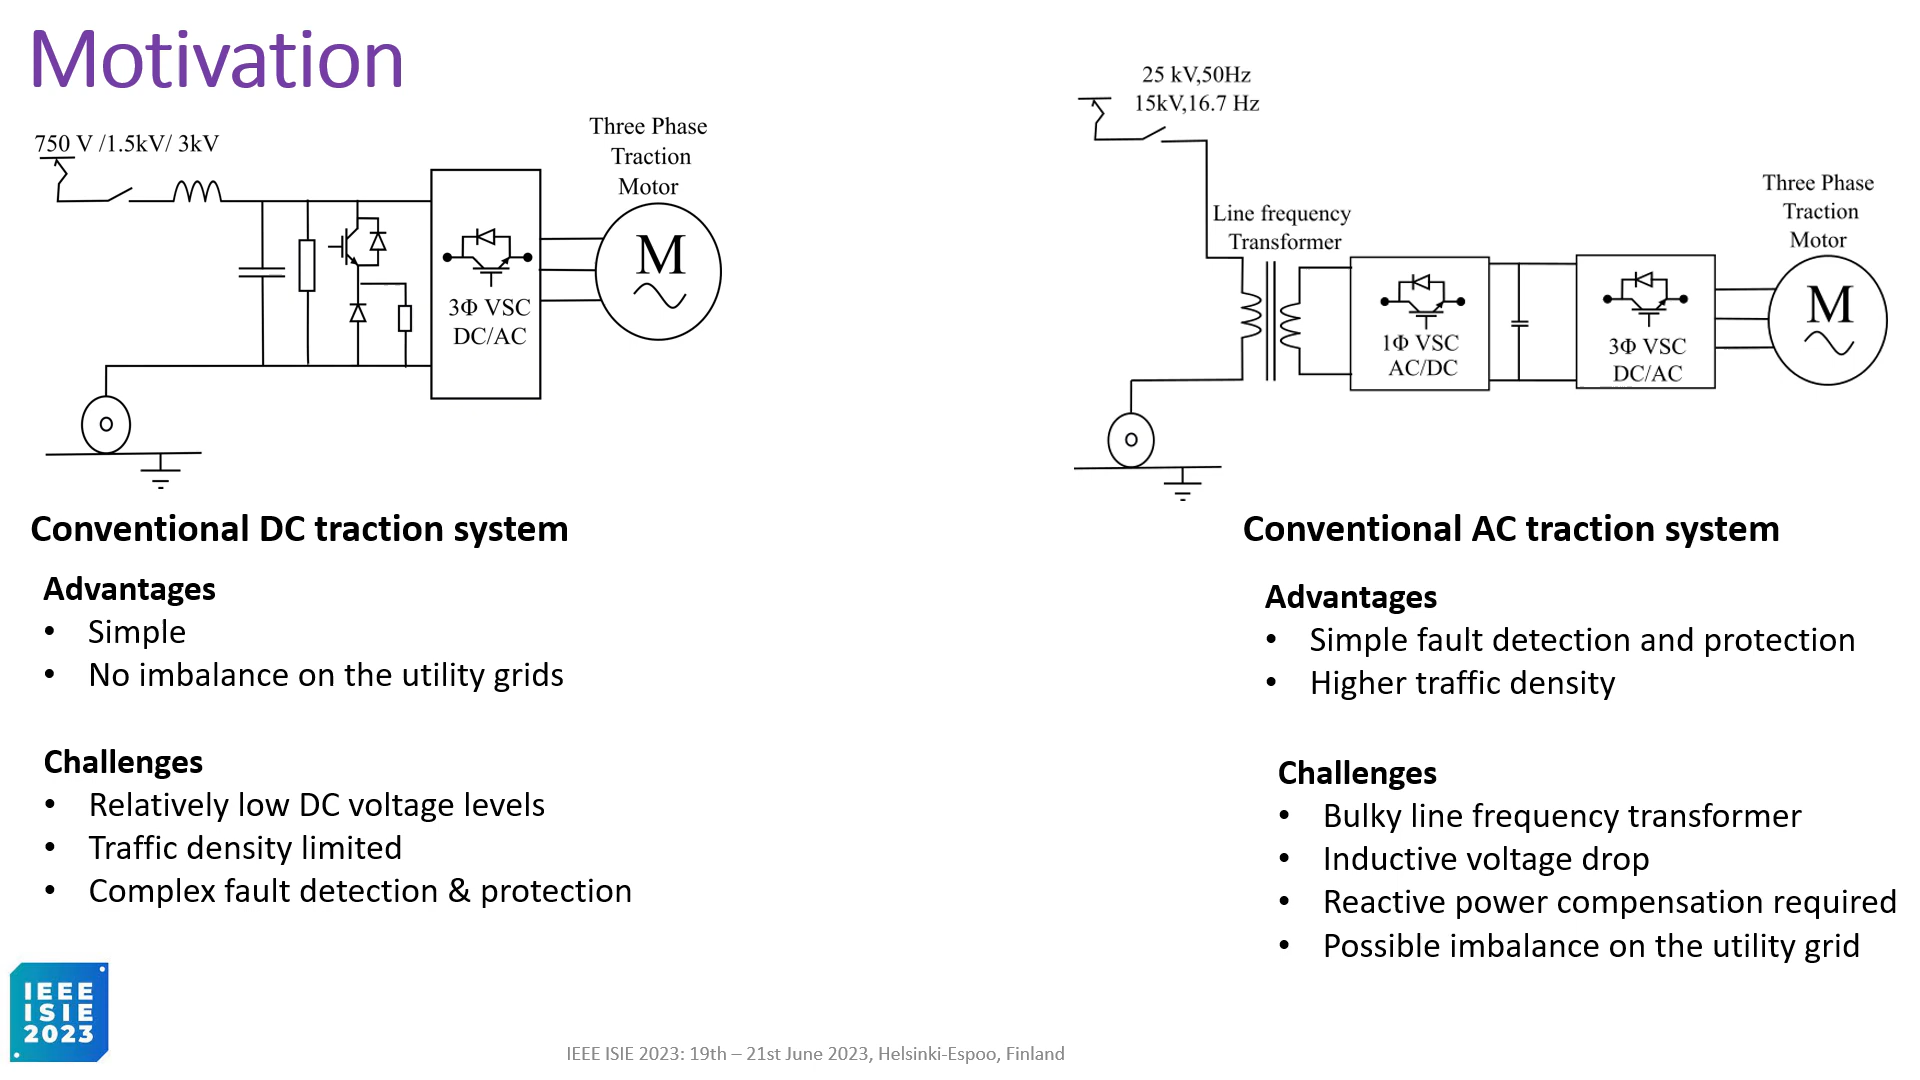 Motivation
750 V /1.5kV/ 3kV
Three Phase
Traction
Motor
M
3Φ VSC
DC/AC
Conventional DC traction system
Advantages
• Simple
• No imbalance on the utility grids
Challenges
• Relatively low DC voltage levels
• Traffic density limited
• Complex fault detection & protection
25 kV,50Hz
15kV,16.7 Hz
Line frequency
Transformer
Three Phase
Traction
Motor
M
1Φ VSC
AC/DC
3Φ VSC
DC/AC
Conventional AC traction system
Advantages
• Simple fault detection and protection
• Higher traffic density
Challenges
• Bulky line frequency transformer
• Inductive voltage drop
• Reactive power compensation required
• Possible imbalance on the utility grid
IEEE
ISIE
2023
IEEE ISIE 2023: 19th – 21st June 2023, Helsinki-Espoo, Finland